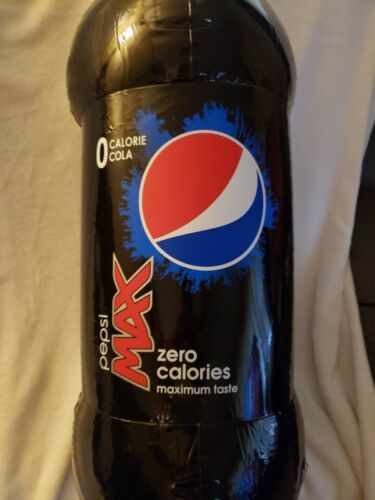 0 CALORIE
COLA
pepsi
MAX
zero
calories
maximum taste